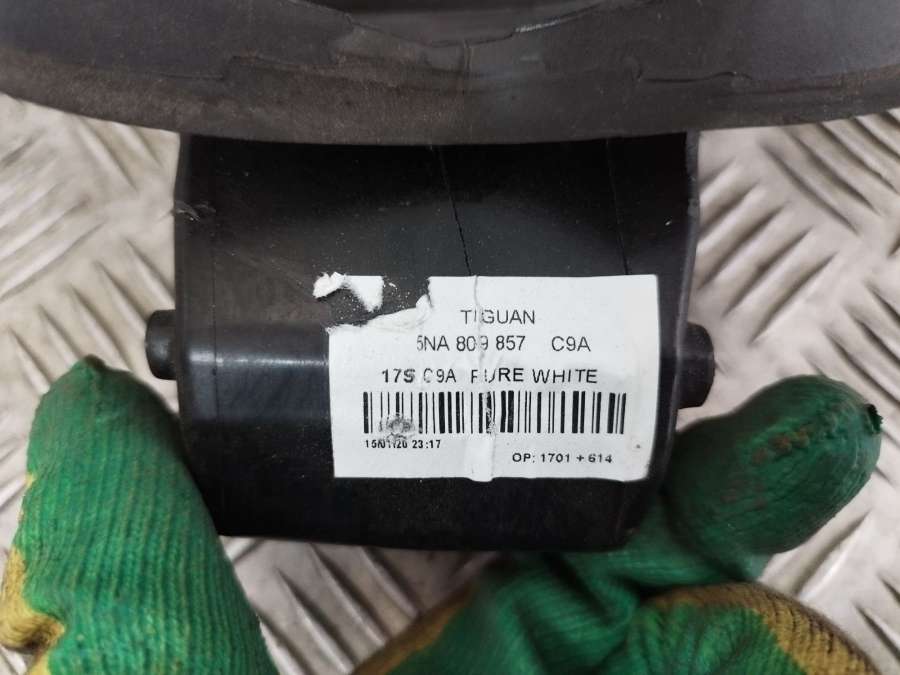 TIGUAN
5NA 809 857 C9A
17S C9A PURE WHITE
15/01/20 23:17
OP: 1701 + 614